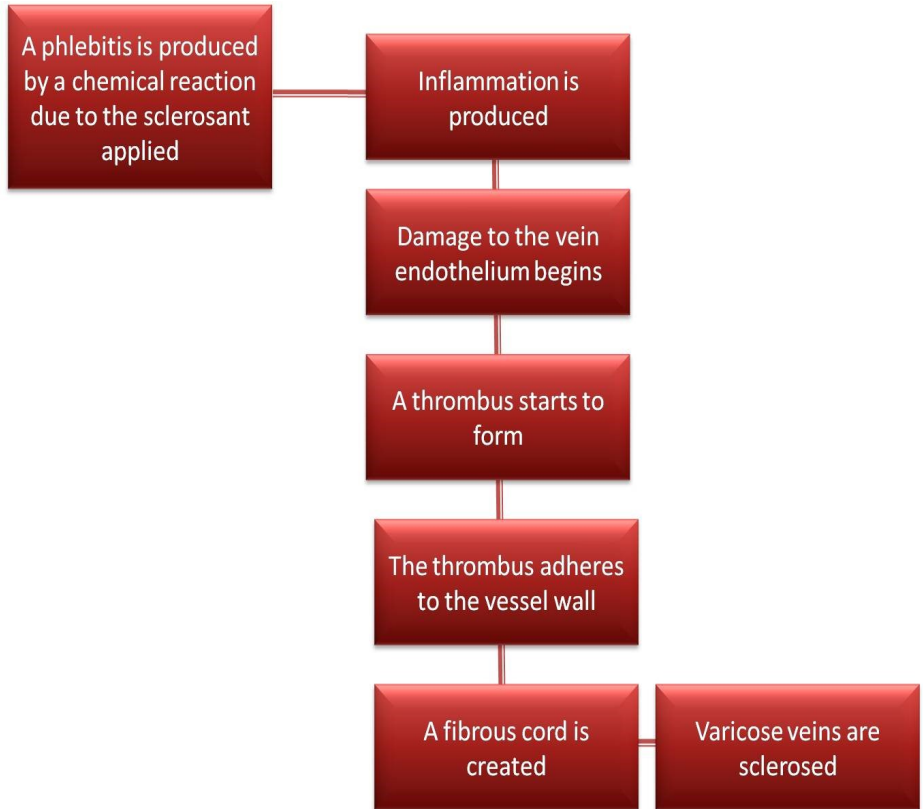 A phlebitis is produced
by a chemical reaction
due to the sclerosant
applied
Inflammation is
produced
Damage to the vein
endothelium begins
A thrombus starts to
form
The thrombus adheres
to the vessel wall
A fibrous cord is
created
Varicose veins are
sclerosed